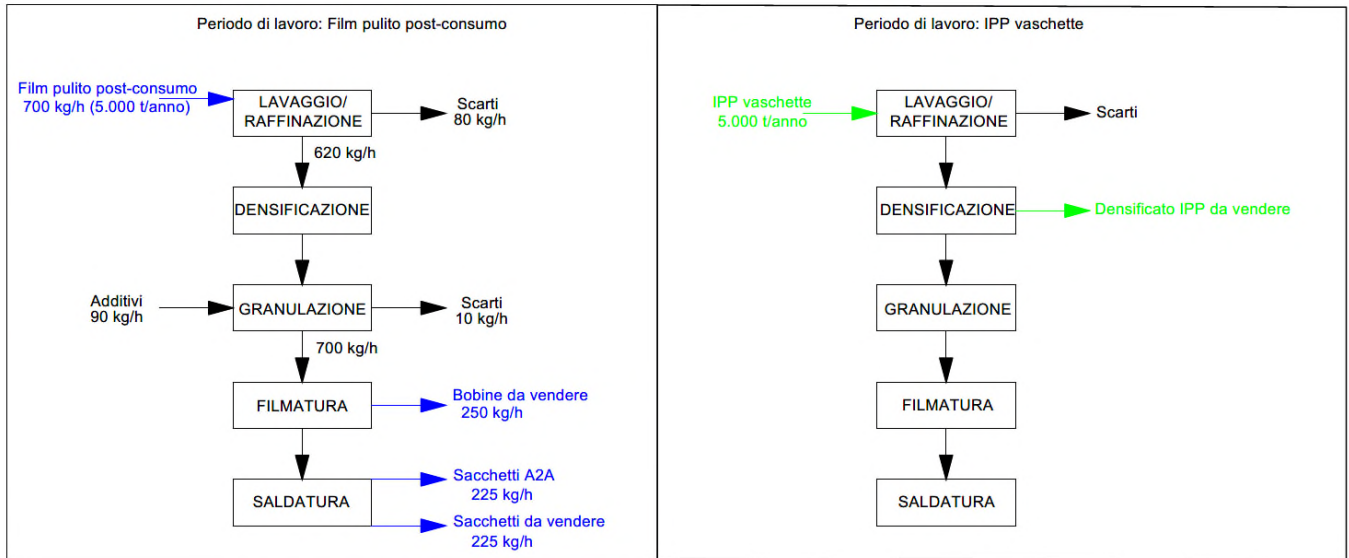 Periodo di lavoro: Film pulito post-consumo
Film pulito post-consumo
700 kg/h (5.000 t/anno)
LAVAGGIO/
RAFFINAZIONE
Scarti
80 kg/h
620 kg/h
DENSIFICAZIONE
Additivi
90 kg/h
GRANULAZIONE
Scarti
10 kg/h
700 kg/h
FILMATURA
Bobine da vendere
250 kg/h
SALDATURA
Sacchetti A2A
225 kg/h
Sacchetti da vendere
225 kg/h
Periodo di lavoro: IPP vaschette
IPP vaschette
5.000 t/anno
LAVAGGIO/
RAFFINAZIONE
Scarti
DENSIFICAZIONE
Densificato IPP da vendere
GRANULAZIONE
FILMATURA
SALDATURA